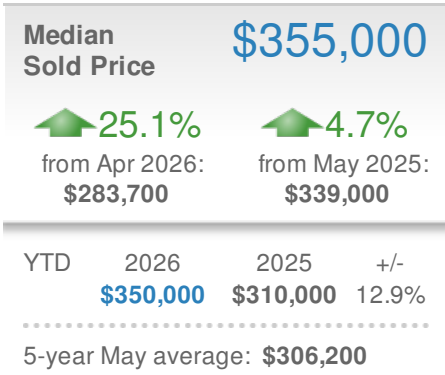 Median $355,000
Sold Price
25.1% 4.7%
from Apr 2026: from May 2025:
$283,700 $339,000
YTD 2026 2025 +/-
$350,000 $310,000 12.9%
5-year May average: $306,200